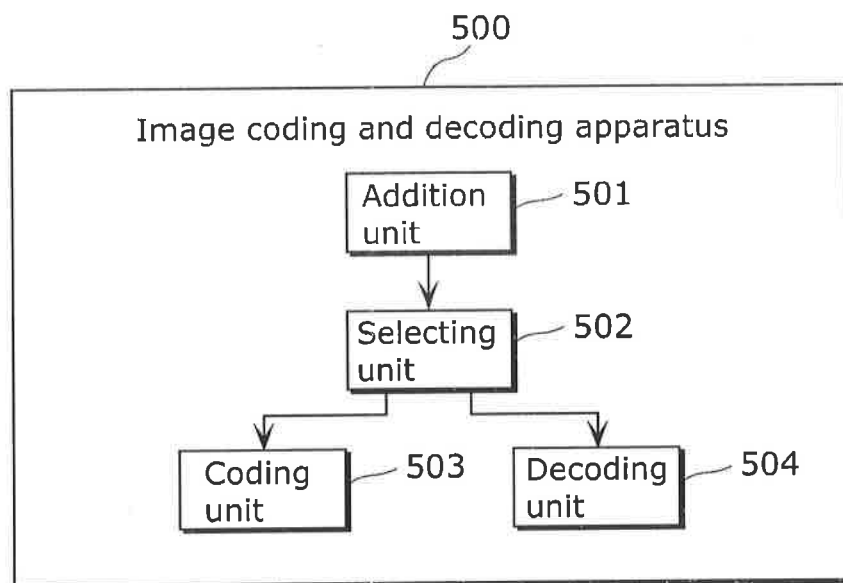 500
Image coding and decoding apparatus
Addition
unit
501
Selecting
unit
502
Coding
unit
503
Decoding
unit
504